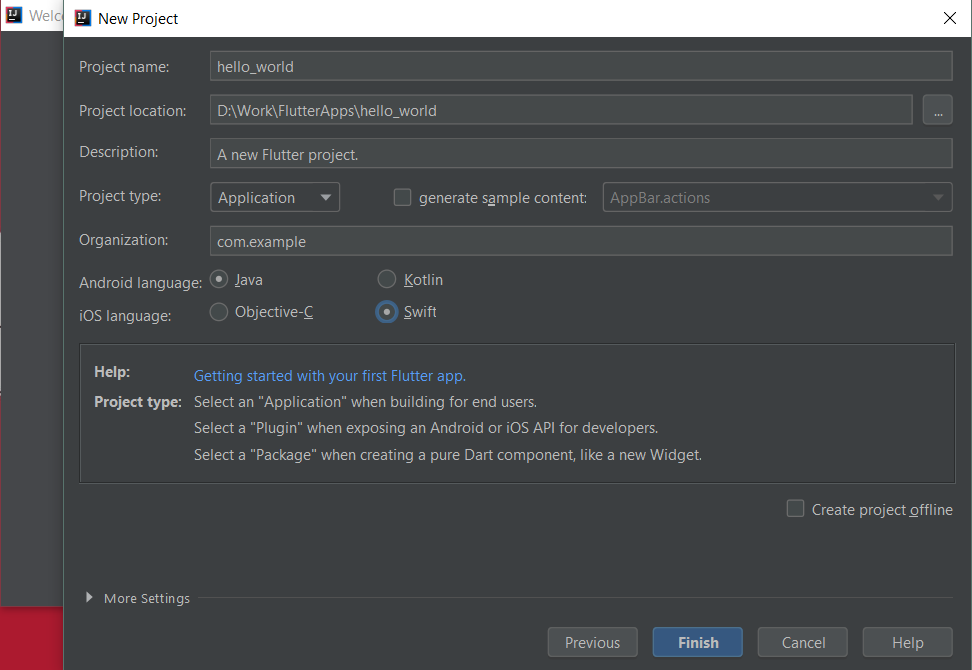 Welc
New Project
Project name: hello_world
Project location: D:\Work\FlutterApps\hello_world ...
Description: A new Flutter project.
Project type: Application generate sample content: AppBar.actions
Organization: com.example
Android language: Java Kotlin
iOS language: Objective-C Swift
Help: Getting started with your first Flutter app.
Project type: Select an "Application" when building for end users.
Select a "Plugin" when exposing an Android or iOS API for developers.
Select a "Package" when creating a pure Dart component, like a new Widget.
Create project offline
More Settings
Previous Finish Cancel Help